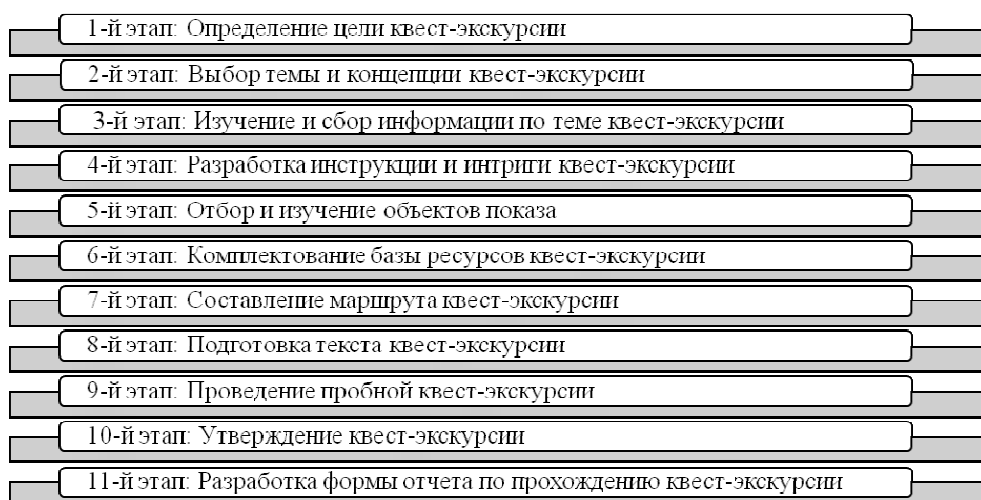 1-й этап: Определение цели квест-экскурсии
2-й этап: Выбор темы и концепции квест-экскурсии
3-й этап: Изучение и сбор информации по теме квест-экскурсии
4-й этап: Разработка инструкции и интриги квест-экскурсии
5-й этап: Отбор и изучение объектов показа
6-й этап: Комплектование базы ресурсов квест-экскурсии
7-й этап: Составление маршрута квест-экскурсии
8-й этап: Подготовка текста квест-экскурсии
9-й этап: Проведение пробной квест-экскурсии
10-й этап: Утверждение квест-экскурсии
11-й этап: Разработка формы отчета по прохождению квест-экскурсии